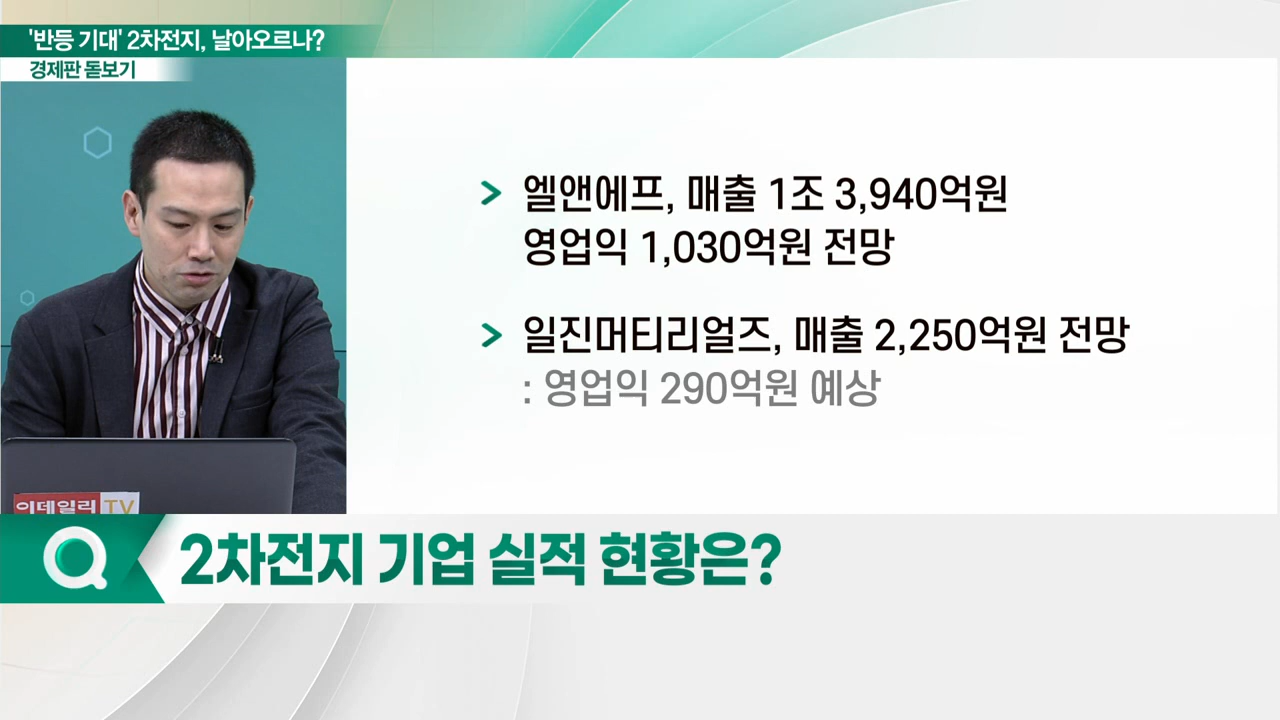 '반등 기대' 2차전지, 날아오르나?
경제판 돋보기
엘앤에프, 매출 1조 3,940억원
영업익 1,030억원 전망
일진머티리얼즈, 매출 2,250억원 전망
: 영업익 290억원 예상
이데일리TV
2차전지 기업 실적 현황은?